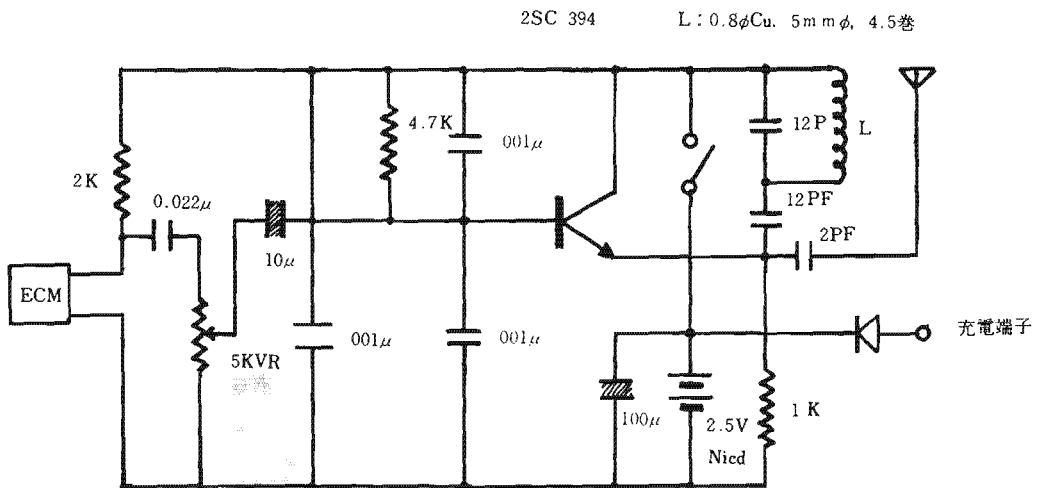 2SC 394
L:0.8φCu. 5mmφ, 4.5巻
4.7K
001μ
12P
L
2K
0.022μ
12PF
2PF
10μ
ECM
001μ
001μ
充電端子
5KVR
100μ
2.5V
1K
Nicd